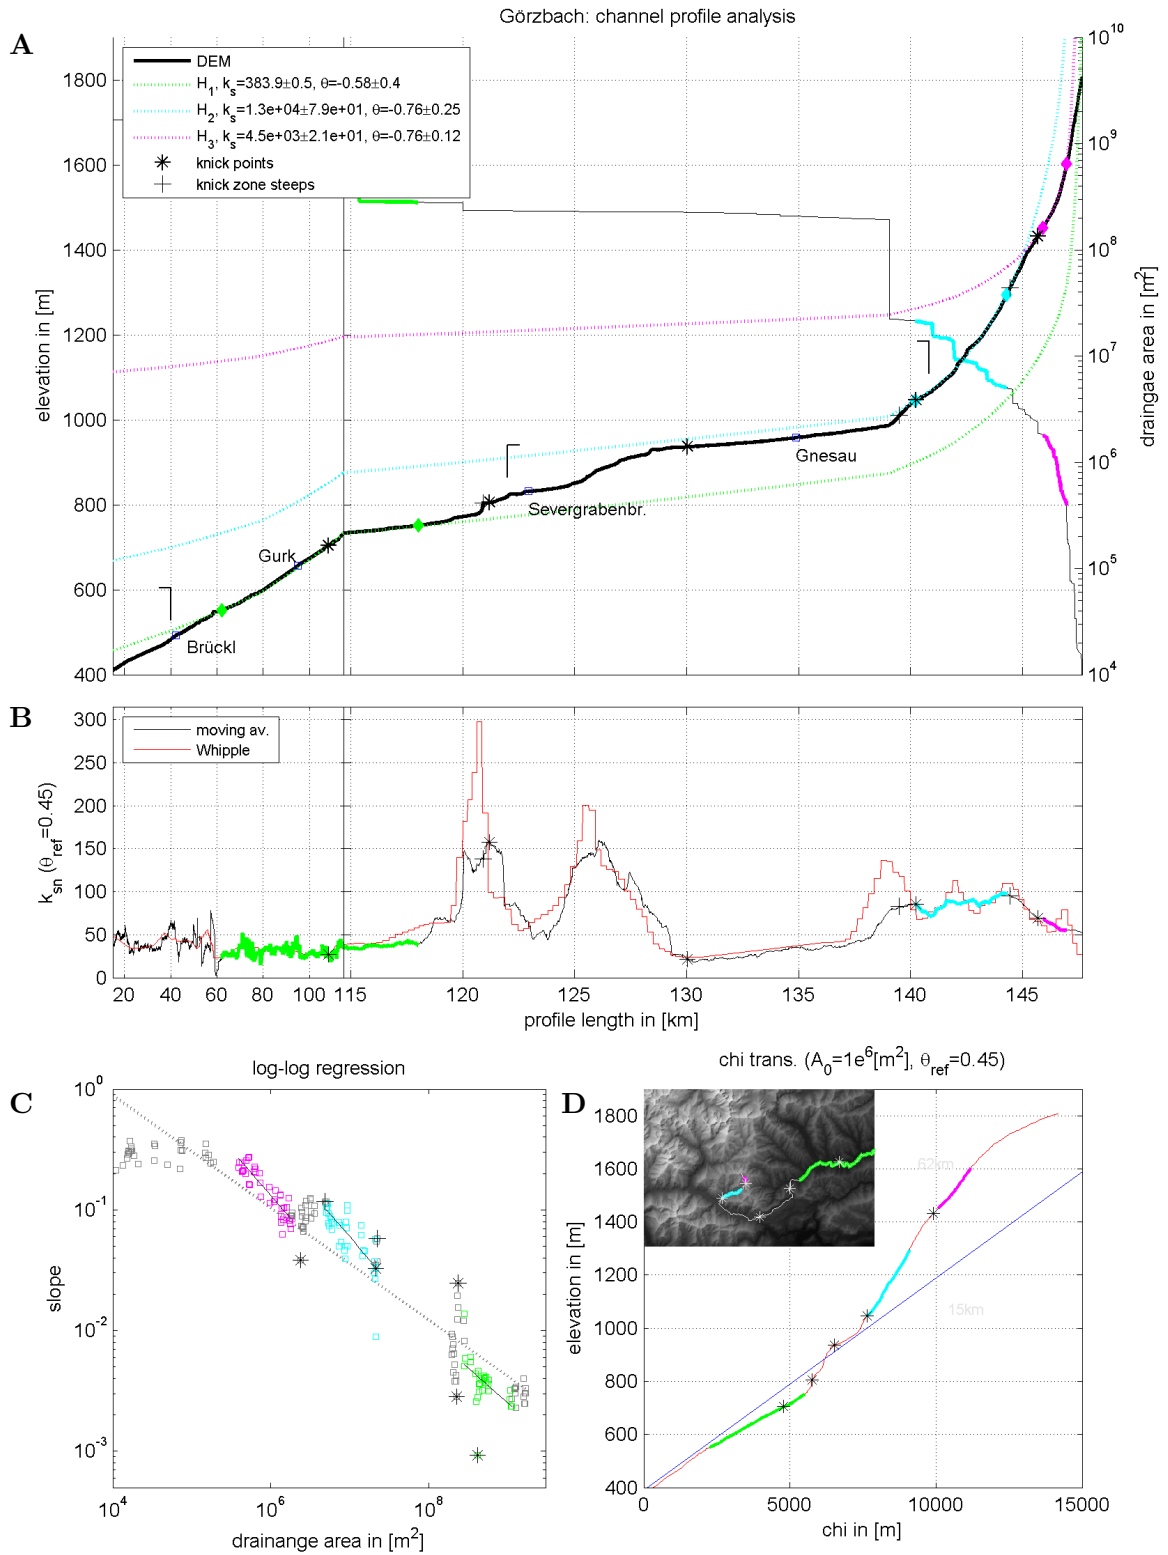 Görzbach: channel profile analysis
A
DEM
H1, ks=383.9±0.5, θ=-0.58±0.4
H2, ks=1.3e+04±7.9e+01, θ=-0.76±0.25
H3, ks=4.5e+03±2.1e+01, θ=-0.76±0.12
knick points
knick zone steeps
1800
1600
1400
1200
1000
800
600
400
elevation in [m]
10^10
10^9
10^8
10^7
10^6
10^5
10^4
draingae area in [m^2]
Gnesau
Severgrabenbr.
Gurk
Brückl
B
moving av.
Whipple
300
250
200
150
100
50
0
ksn (θref=0.45)
20 40 60 80 100 115 120 125 130 135 140 145
profile length in [km]
C
log-log regression
10^0
10^-1
10^-2
10^-3
slope
10^4 10^6 10^8
drainange area in [m^2]
chi trans. (A0=1e^6[m^2], θref=0.45)
D
1800
1600
1400
1200
1000
800
600
400
elevation in [m]
62km
15km
0 5000 10000 15000
chi in [m]